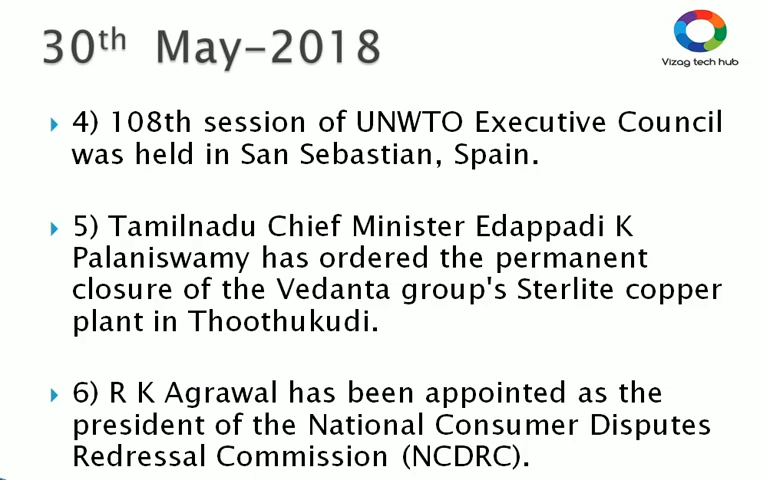 30th May-2018
Vizag tech hub
4) 108th session of UNWTO Executive Council
was held in San Sebastian, Spain.
5) Tamilnadu Chief Minister Edappadi K
Palaniswamy has ordered the permanent
closure of the Vedanta group's Sterlite copper
plant in Thoothukudi.
6) R K Agrawal has been appointed as the
president of the National Consumer Disputes
Redressal Commission (NCDRC).